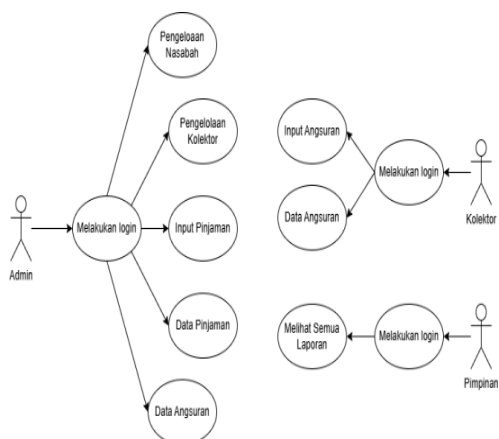 Pengeloaan
Nasabah
Pengelolaan
Kolektor
Melakukan login
Input Pinjaman
Admin
Data Pinjaman
Data Angsuran
Input Angsuran
Melakukan login
Data Angsuran
Kolektor
Melihat Semua
Laporan
Melakukan login
Pimpinan